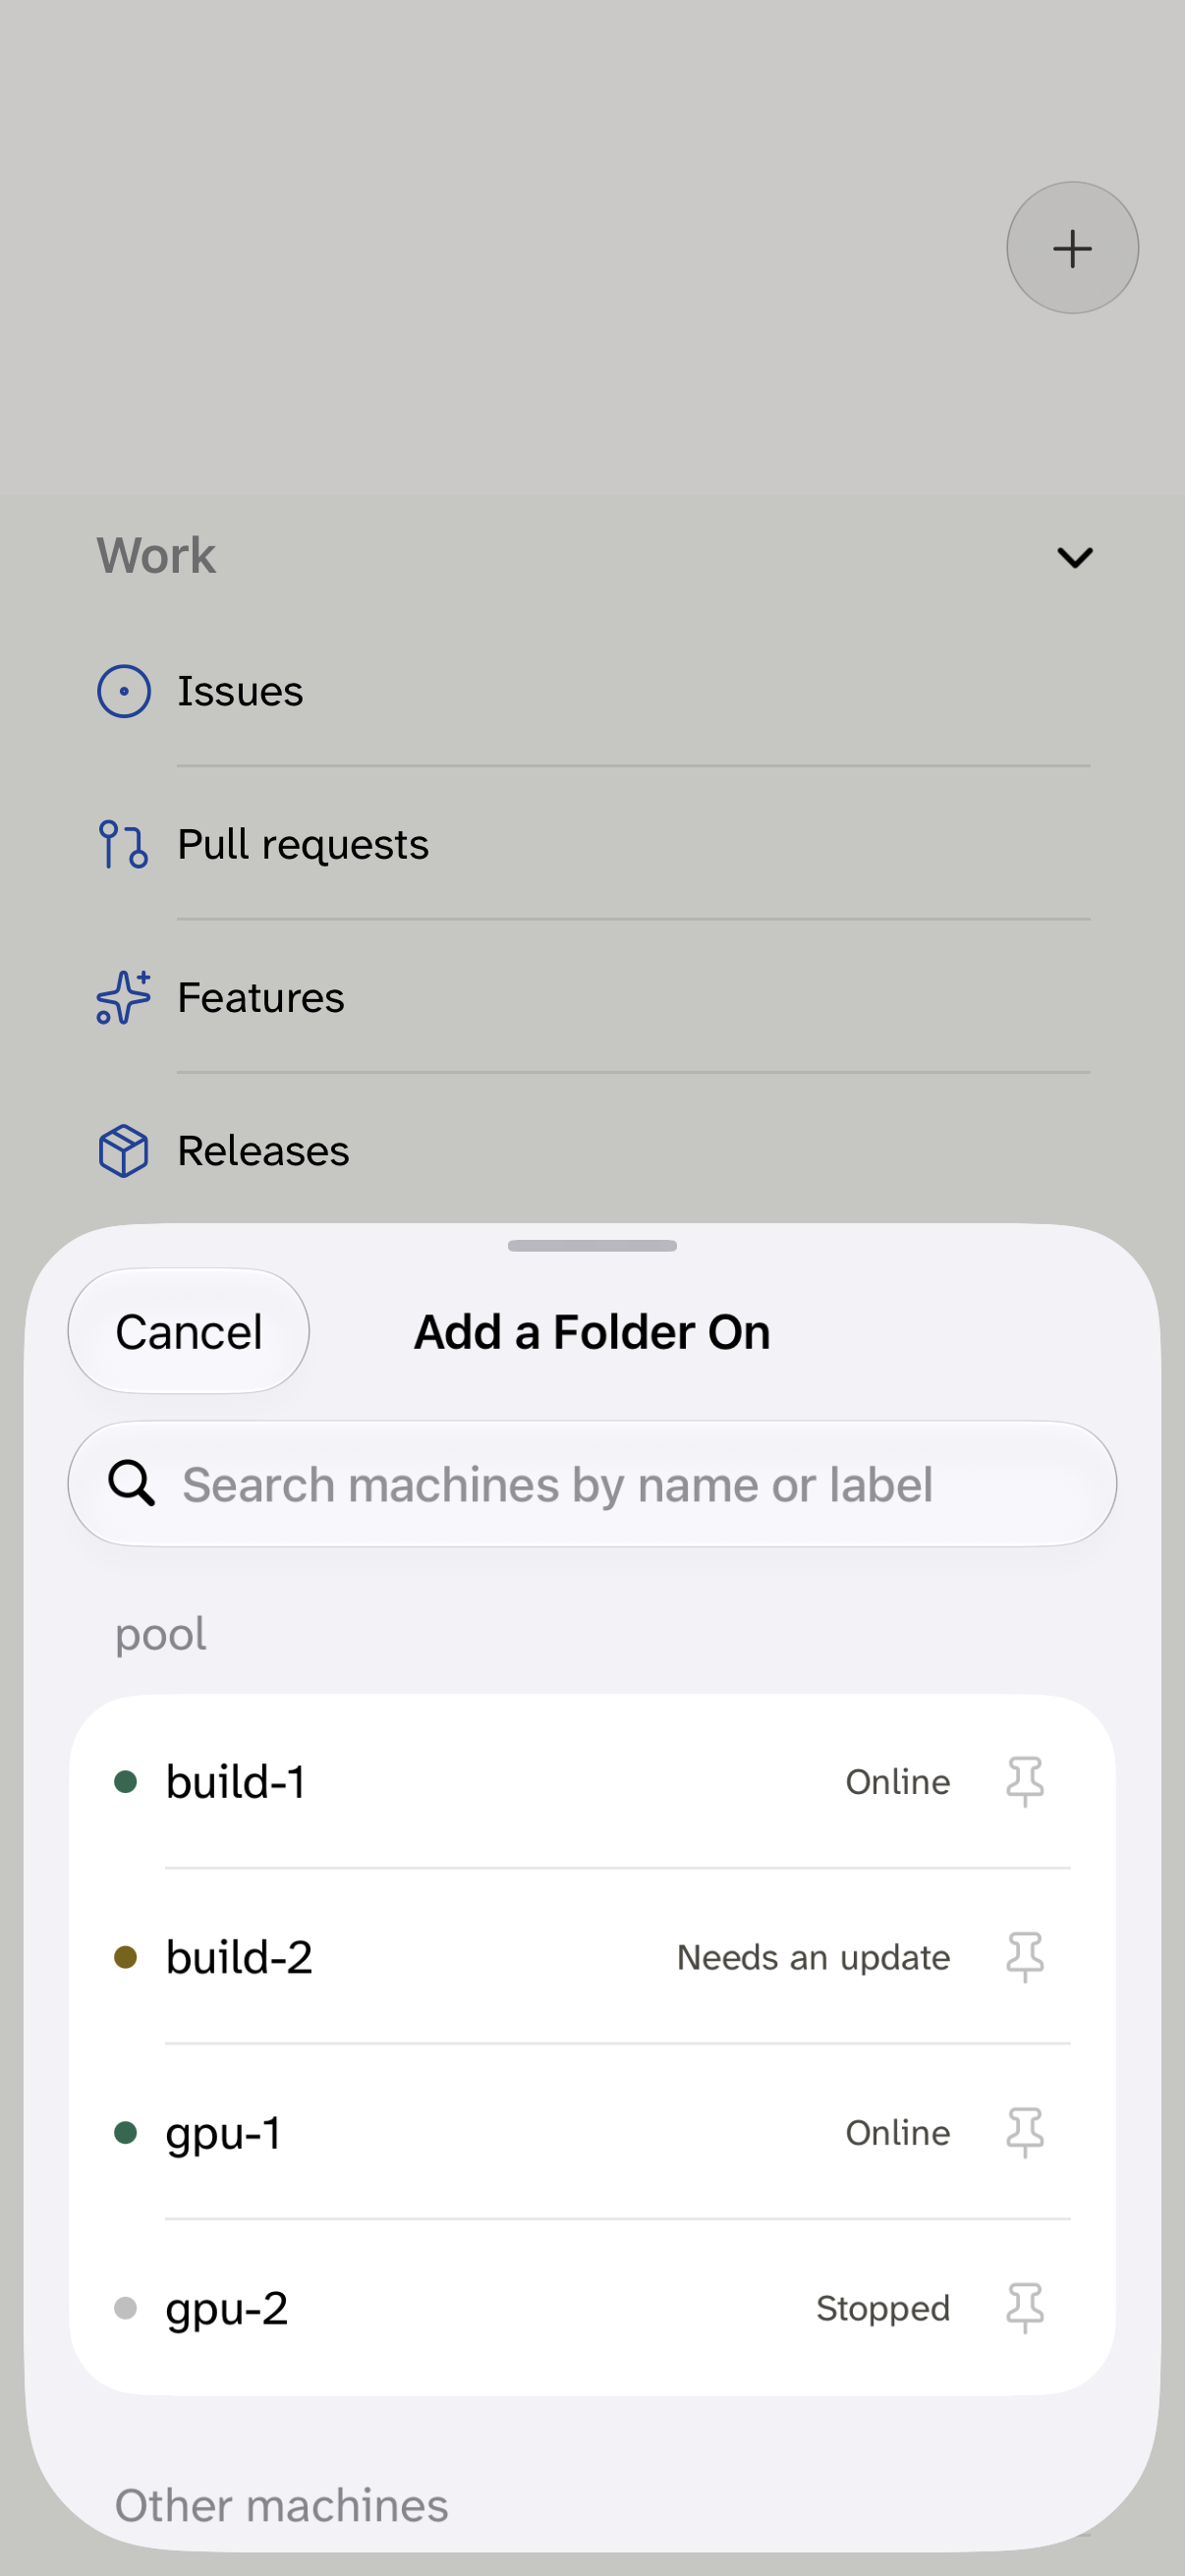 Work
Issues
Pull requests
Features
Releases
Cancel
Add a Folder On
Search machines by name or label
pool
build-1 Online
build-2 Needs an update
gpu-1 Online
gpu-2 Stopped
Other machines